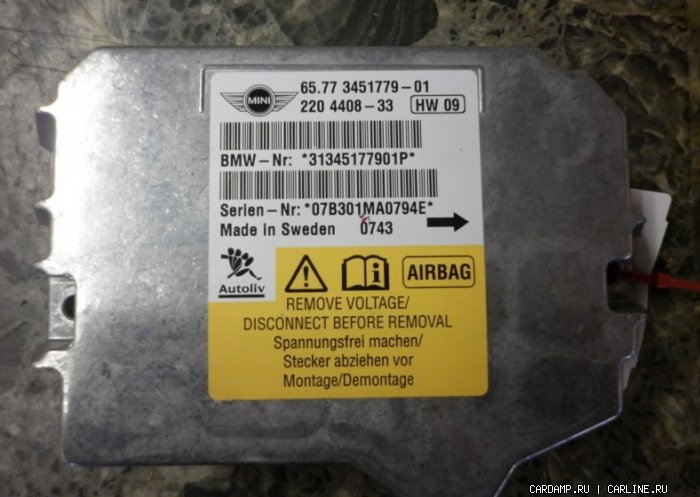 MINI
65.77 3451779-01
220 4408-33 HW 09
BMW-Nr: *31345177901P*
Serien-Nr: *07B301MA0794E*
Made in Sweden 0743
Autoliv
AIRBAG
REMOVE VOLTAGE/
DISCONNECT BEFORE REMOVAL
Spannungsfrei machen/
Stecker abziehen vor
Montage/Demontage
CARDAMP.RU | CARLINE.RU